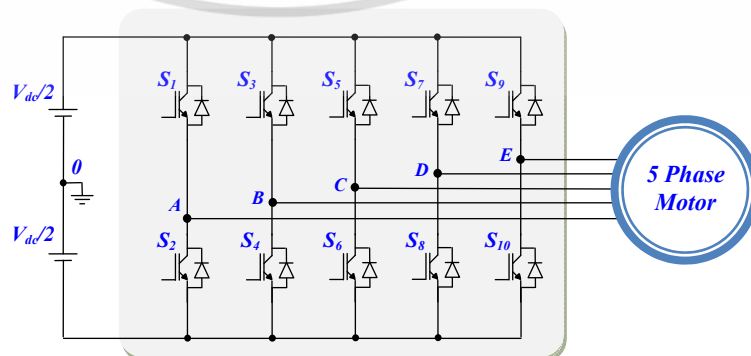 S1 S3 S5 S7 S9
Vdc/2
0
A B C D E
5 Phase
Motor
Vdc/2
S2 S4 S6 S8 S10